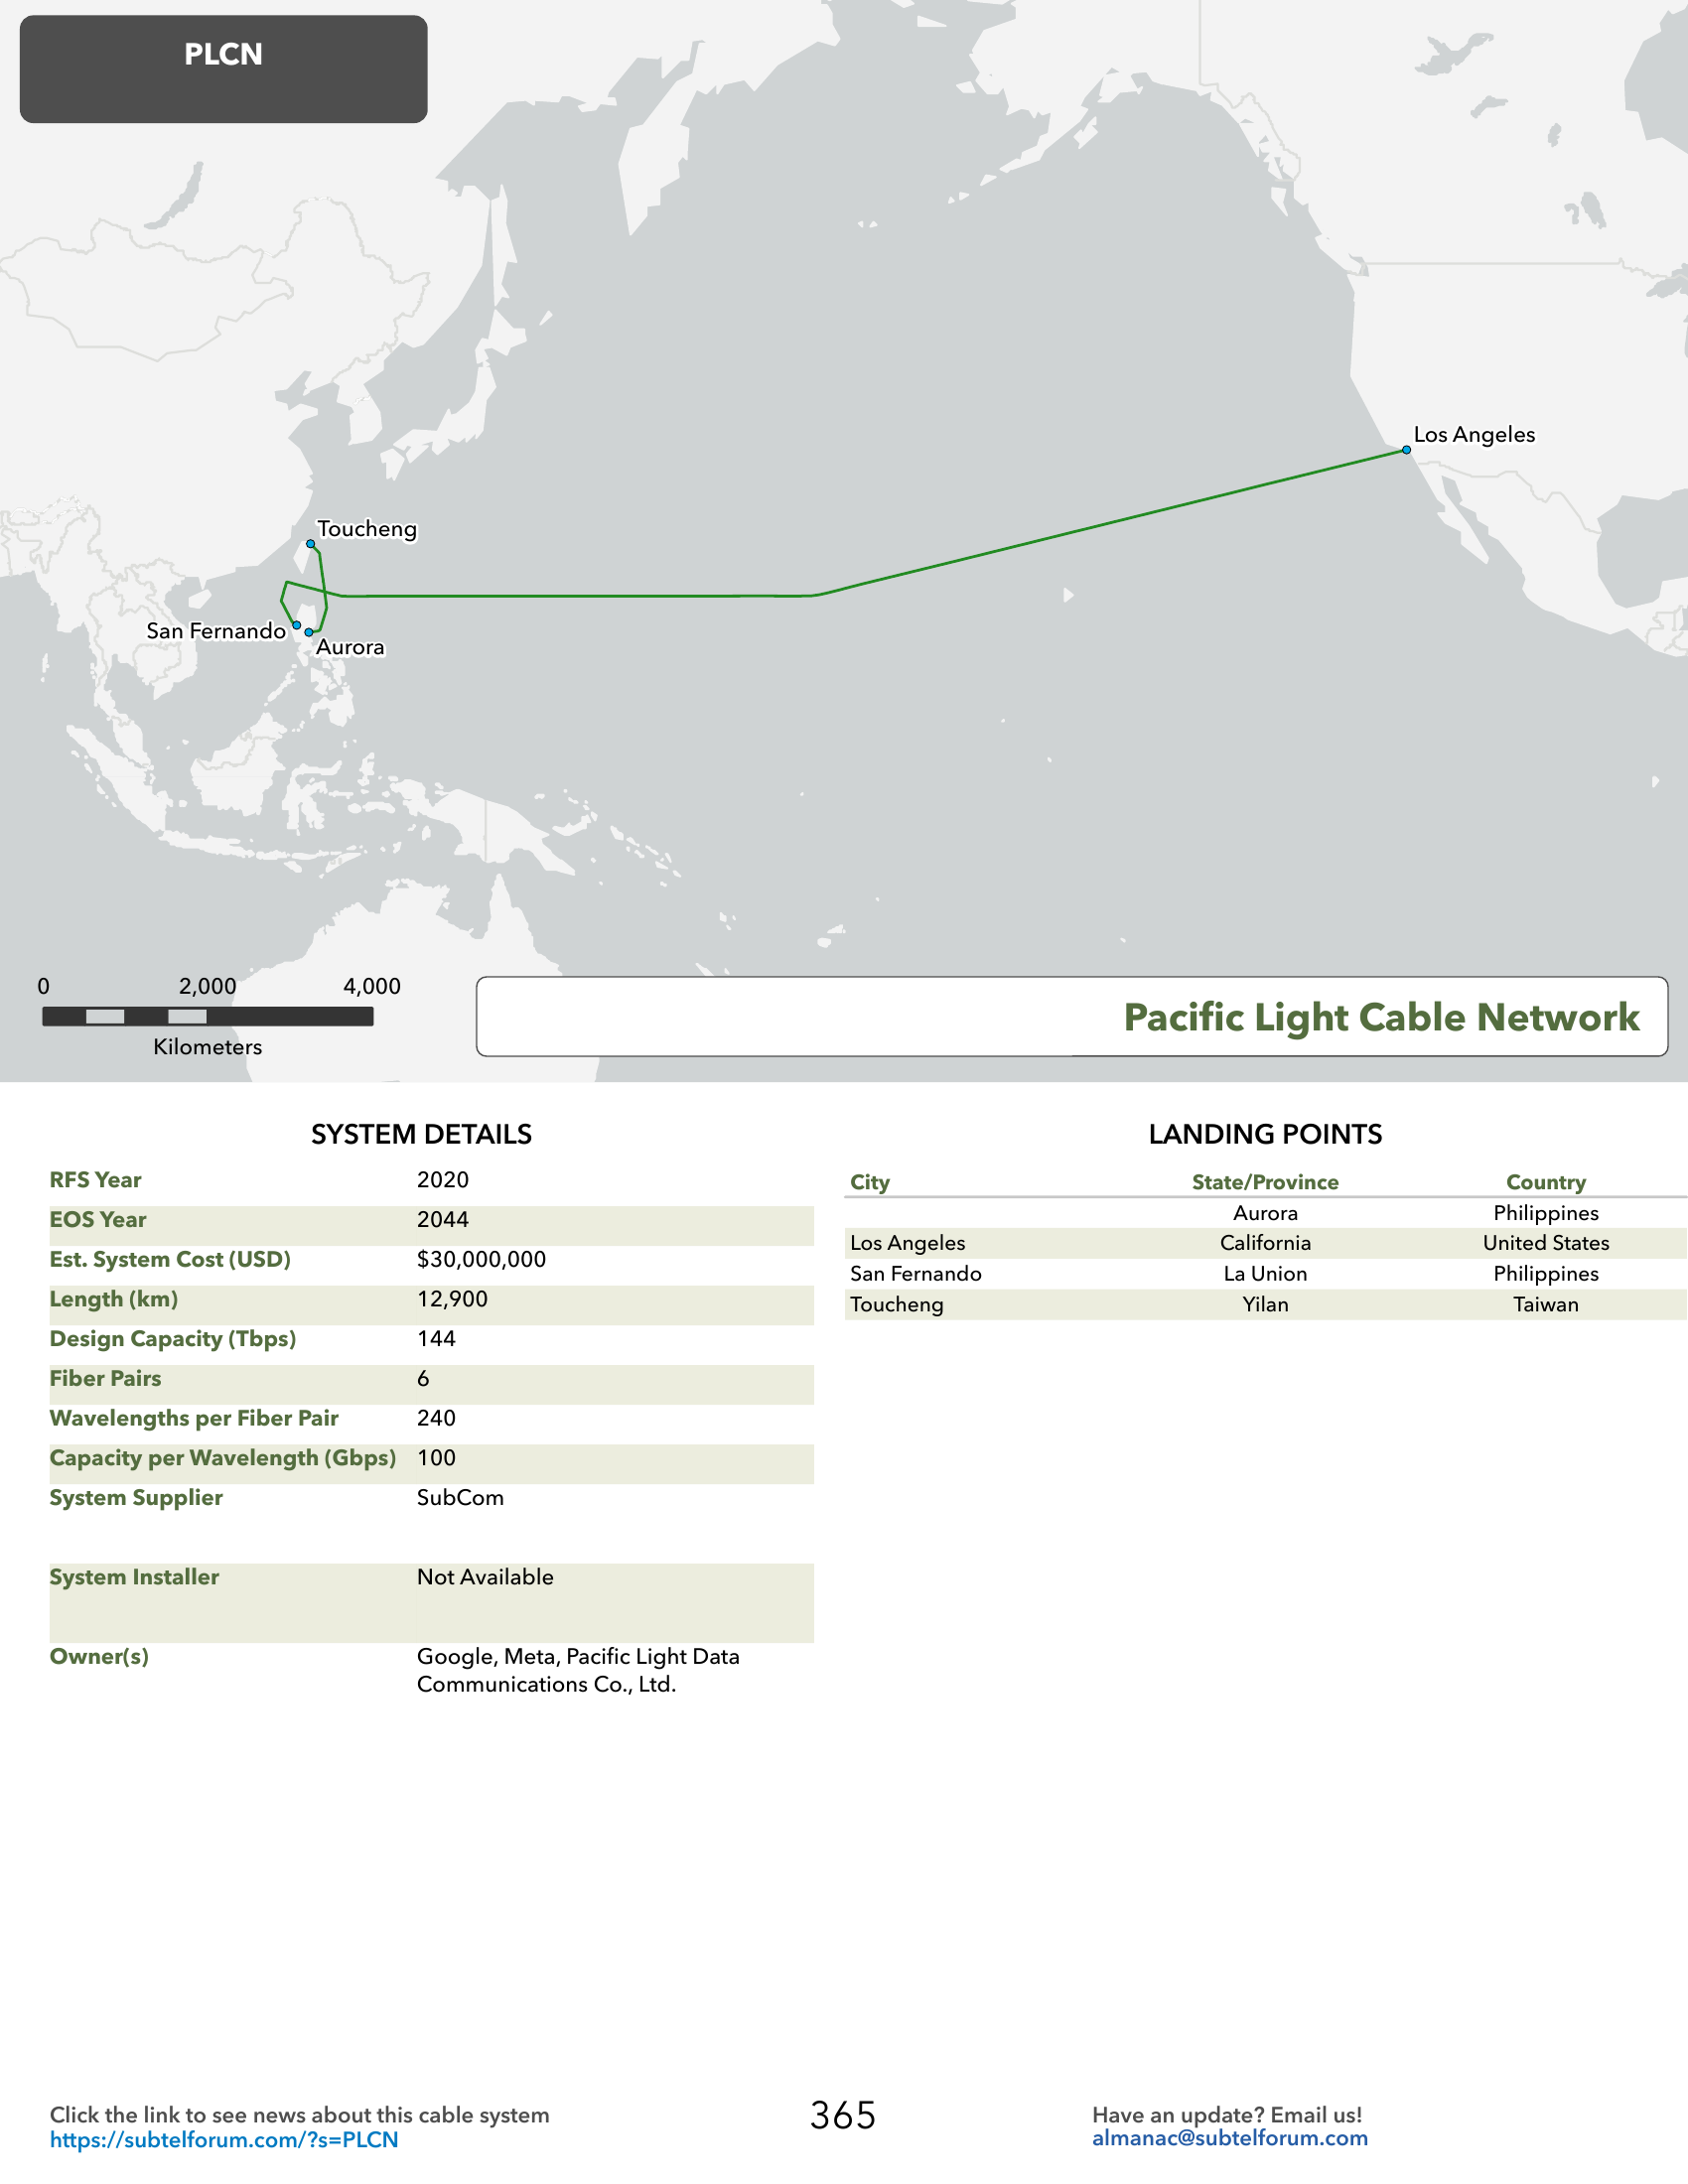 PLCN
Los Angeles
Toucheng
San Fernando
Aurora
0 2,000 4,000
Kilometers
Pacific Light Cable Network
SYSTEM DETAILS
RFS Year 2020
EOS Year 2044
Est. System Cost (USD) $30,000,000
Length (km) 12,900
Design Capacity (Tbps) 144
Fiber Pairs 6
Wavelengths per Fiber Pair 240
Capacity per Wavelength (Gbps) 100
System Supplier SubCom
System Installer Not Available
Owner(s) Google, Meta, Pacific Light Data
Communications Co., Ltd.
LANDING POINTS
City State/Province Country
Aurora Philippines
Los Angeles California United States
San Fernando La Union Philippines
Toucheng Yilan Taiwan
Click the link to see news about this cable system
https://subtelforum.com/?s=PLCN
365
Have an update? Email us!
almanac@subtelforum.com